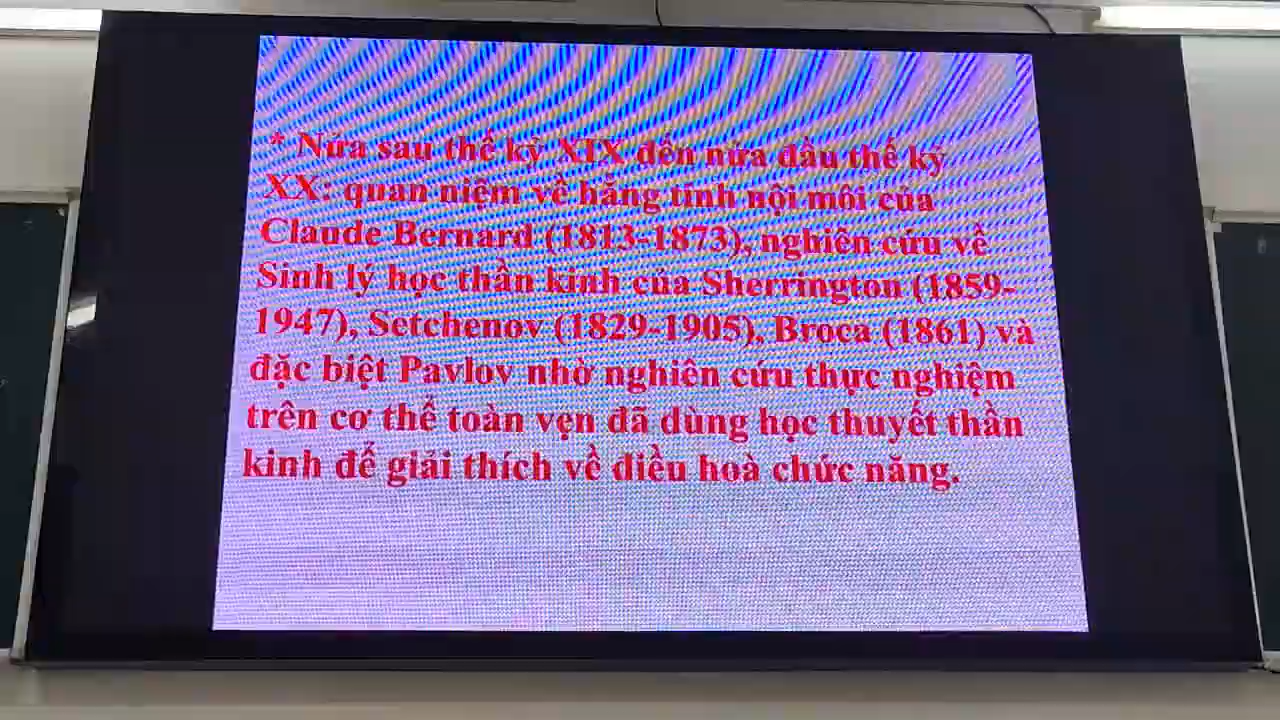 * Nửa sau thế kỷ XIX đến nửa đầu thế kỷ
XX: quan niệm về hằng tính nội môi của
Claude Bernard (1813-1873), nghiên cứu về
Sinh lý học thần kinh của Sherrington (1859-
1947), Setchenov (1829-1905), Broca (1861) và
đặc biệt Pavlov nhờ nghiên cứu thực nghiệm
trên cơ thể toàn vẹn đã dùng học thuyết thần
kinh để giải thích về điều hoà chức năng.